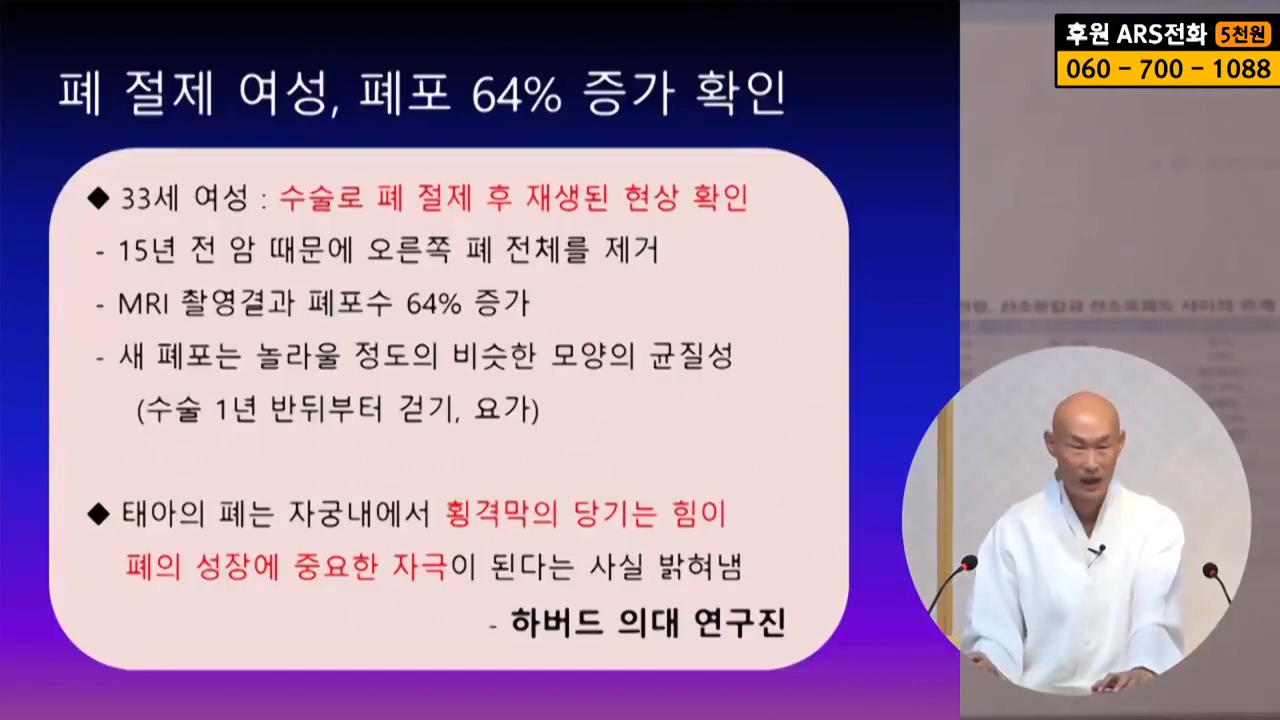 폐 절제 여성, 폐포 64% 증가 확인
◆ 33세 여성 : 수술로 폐 절제 후 재생된 현상 확인
- 15년 전 암 때문에 오른쪽 폐 전체를 제거
- MRI 촬영결과 폐포수 64% 증가
- 새 폐포는 놀라울 정도의 비슷한 모양의 균질성
(수술 1년 반뒤부터 걷기, 요가)
◆ 태아의 폐는 자궁내에서 횡격막의 당기는 힘이
폐의 성장에 중요한 자극이 된다는 사실 밝혀냄
- 하버드 의대 연구진
후원 ARS전화 5천원
060 - 700 - 1088